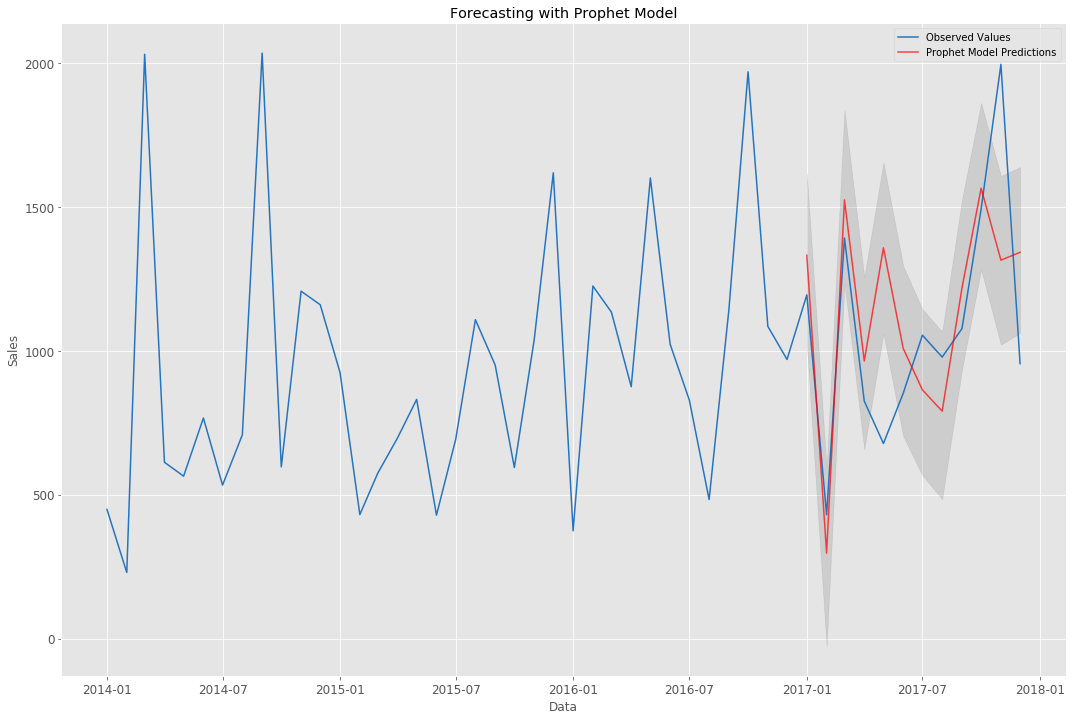 Forecasting with Prophet Model
Observed Values
Prophet Model Predictions
2000
1500
1000
500
0
Sales
2014-01
2014-07
2015-01
2015-07
2016-01
2016-07
2017-01
2017-07
2018-01
Data